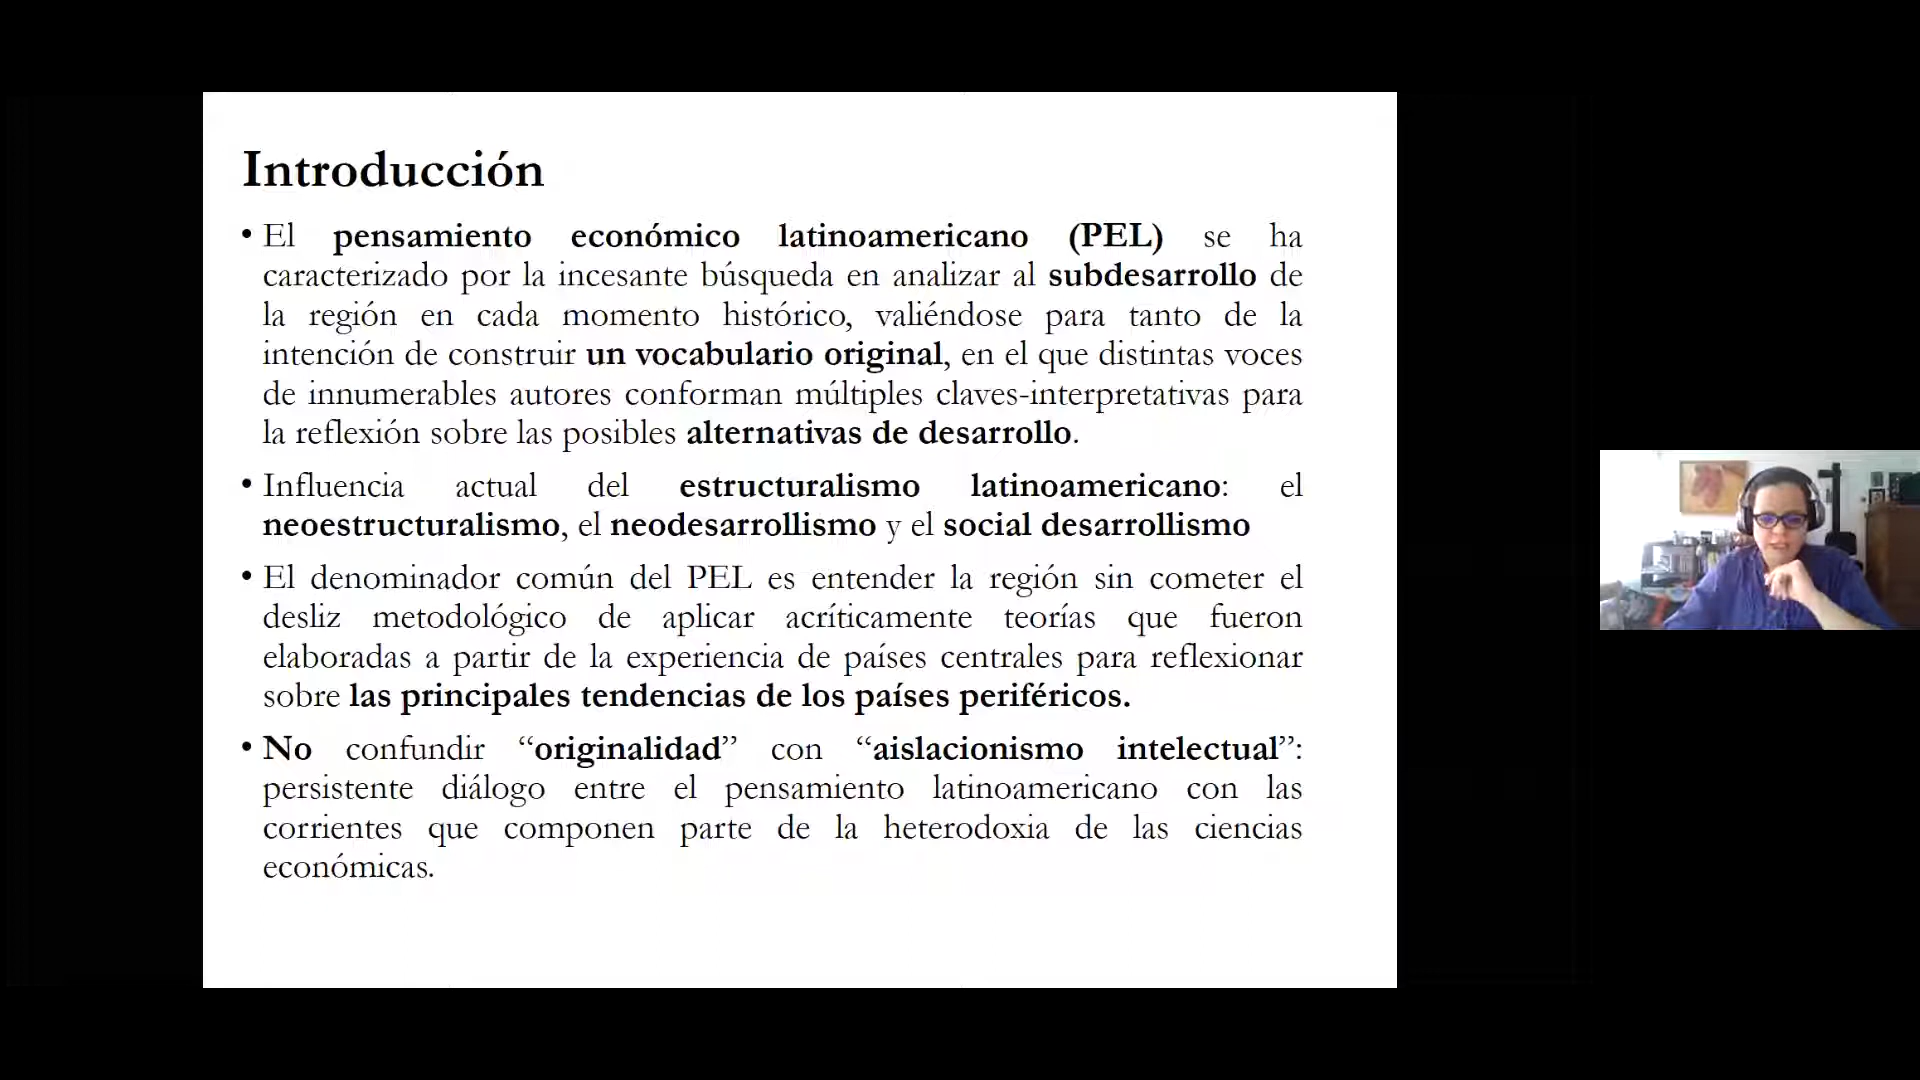 Introducción
• El pensamiento económico latinoamericano (PEL) se ha
caracterizado por la incesante búsqueda en analizar al subdesarrollo de
la región en cada momento histórico, valiéndose para tanto de la
intención de construir un vocabulario original, en el que distintas voces
de innumerables autores conforman múltiples claves-interpretativas para
la reflexión sobre las posibles alternativas de desarrollo.
• Influencia actual del estructuralismo latinoamericano: el
neoestructuralismo, el neodesarrollismo y el social desarrollismo
• El denominador común del PEL es entender la región sin cometer el
desliz metodológico de aplicar acríticamente teorías que fueron
elaboradas a partir de la experiencia de países centrales para reflexionar
sobre las principales tendencias de los países periféricos.
• No confundir “originalidad” con “aislacionismo intelectual”:
persistente diálogo entre el pensamiento latinoamericano con las
corrientes que componen parte de la heterodoxia de las ciencias
económicas.